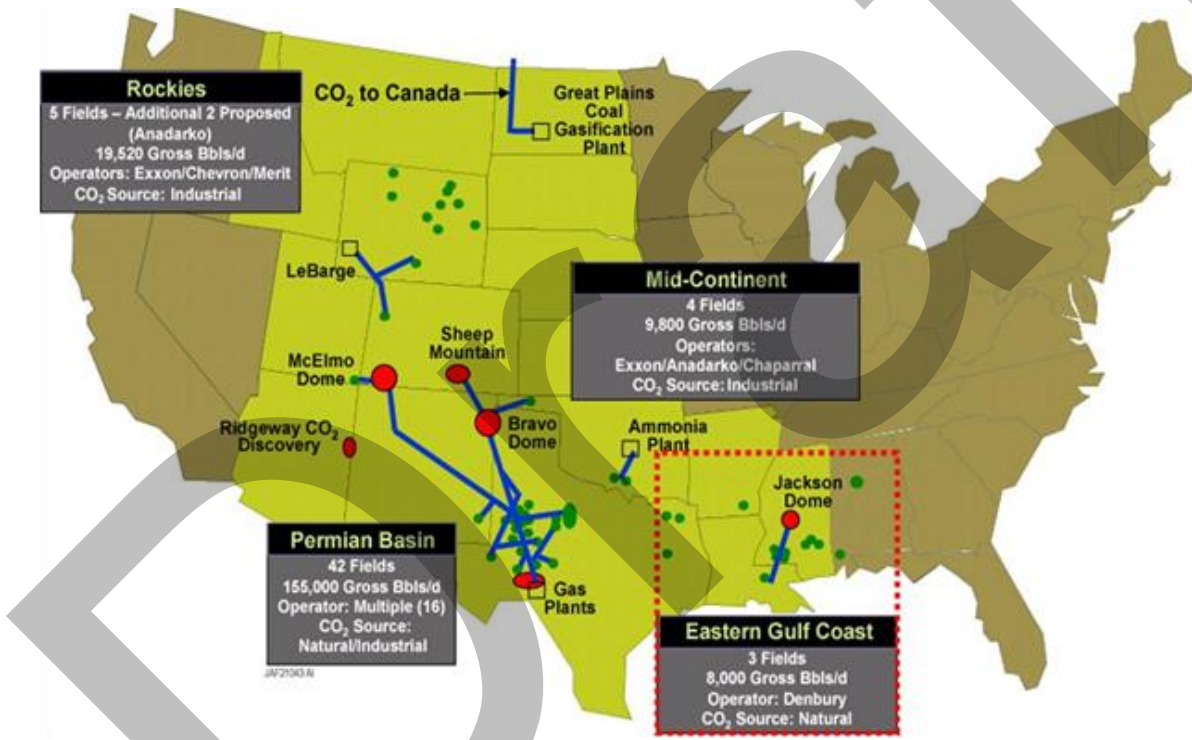 Rockies
5 Fields – Additional 2 Proposed
(Anadarko)
19,520 Gross Bbls/d
Operators: Exxon/Chevron/Merit
CO₂ Source: Industrial
CO₂ to Canada
Great Plains
Coal
Gasification
Plant
LeBarge
Mid-Continent
4 Fields
9,800 Gross Bbls/d
Operators:
Exxon/Anadarko/Chaparral
CO₂ Source: Industrial
Sheep
Mountain
McElmo
Dome
Ridgeway CO₂
Discovery
Bravo
Dome
Ammonia
Plant
Jackson
Dome
Permian Basin
42 Fields
155,000 Gross Bbls/d
Operator: Multiple (16)
CO₂ Source:
Natural/Industrial
Gas
Plants
Eastern Gulf Coast
3 Fields
8,000 Gross Bbls/d
Operator: Denbury
CO₂ Source: Natural
JAF21043.AI